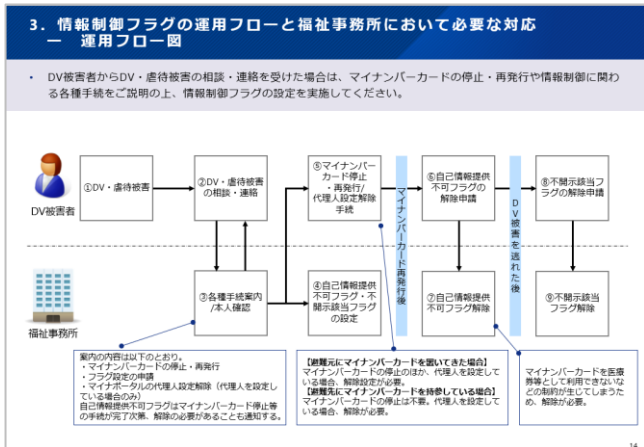 3．情報制御フラグの運用フローと福祉事務所において必要な対応
ー 運用フロー図
・ DV被害者からDV・虐待被害の相談・連絡を受けた場合は、マイナンバーカードの停止・再発行や情報制御に関わ
る各種手続をご説明の上、情報制御フラグの設定を実施してください。
DV被害者
①DV・虐待被害
②DV・虐待被害
の相談・連絡
⑤マイナンバー
カード停止
・再発行/
代理人設定解除
手続
マイナンバーカード再発行後
⑥自己情報提供
不可フラグの
解除申請
DV被害を逃れた後
⑧不開示該当フ
ラグの解除申請
福祉事務所
③各種手続案内
/本人確認
④自己情報提供
不可フラグ・不
開示該当フラグ
の設定
⑦自己情報提供
不可フラグ解除
⑨不開示該当
フラグ解除
案内の内容は以下のとおり。
・マイナンバーカードの停止・再発行
・フラグ設定の申請
・マイナポータルの代理人設定解除（代理人を設定し
ている場合のみ）
自己情報提供不可フラグはマイナンバーカード停止等
の手続が完了次第、解除の必要があることも通知する。
【避難元にマイナンバーカードを置いてきた場合】
マイナンバーカードの停止のほか、代理人を設定して
いる場合、解除設定が必要。
【避難先にマイナンバーカードを持参している場合】
マイナンバーカードの停止は不要。代理人を設定して
いる場合、解除が必要。
マイナンバーカードを医療
券等として利用できないな
どの制約が生じてしまうた
め、解除が必要。
14